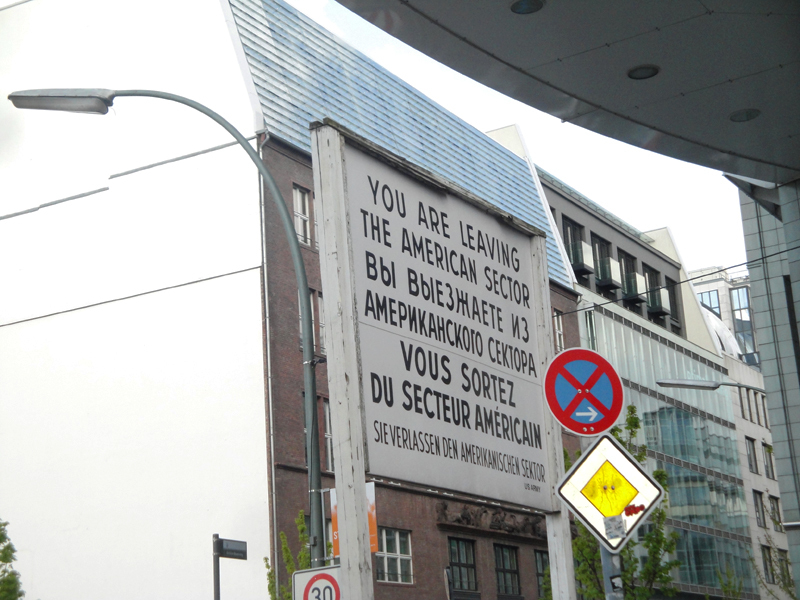 YOU ARE LEAVING
THE AMERICAN SECTOR
ВЫ ВЫЕЗЖАЕТЕ ИЗ
АМЕРИКАНСКОГО СЕКТОРА
VOUS SORTEZ
DU SECTEUR AMÉRICAIN
SIE VERLASSEN DEN AMERIKANISCHEN SEKTOR
US ARMY
30